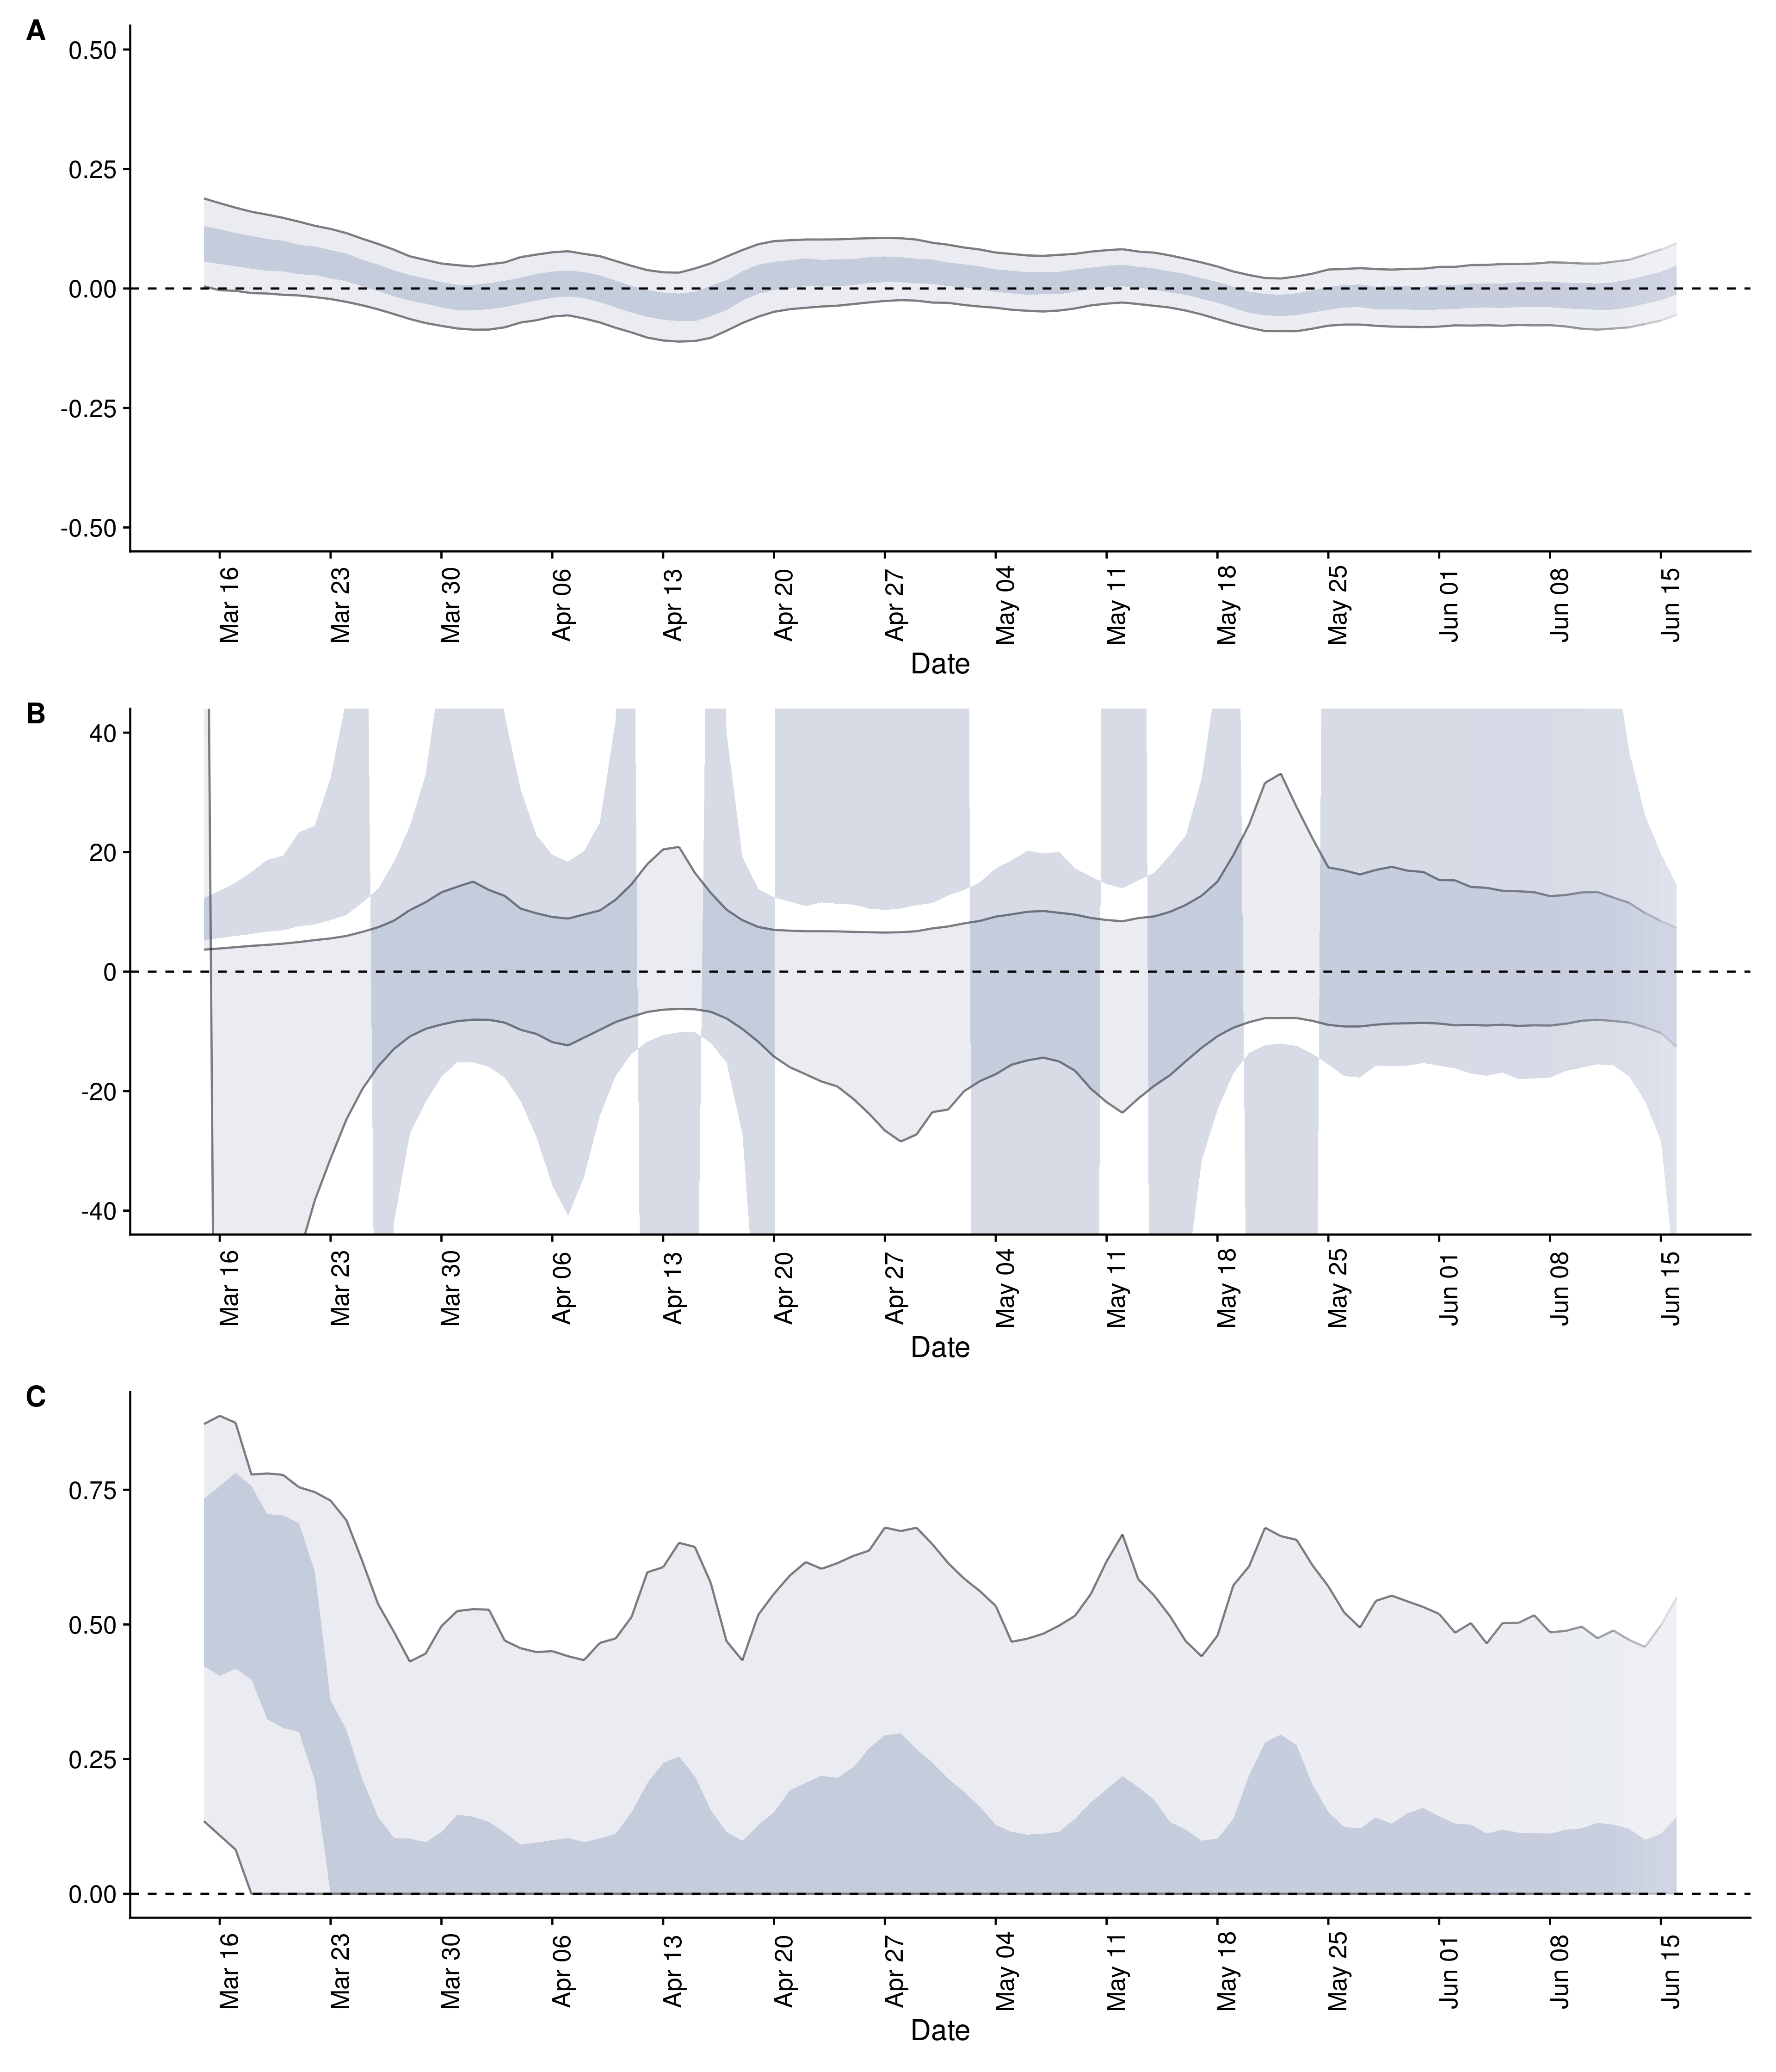 A
0.50
0.25
0.00
-0.25
-0.50
Mar 16
Mar 23
Mar 30
Apr 06
Apr 13
Apr 20
Apr 27
May 04
May 11
May 18
May 25
Jun 01
Jun 08
Jun 15
Date
B
40
20
0
-20
-40
Mar 16
Mar 23
Mar 30
Apr 06
Apr 13
Apr 20
Apr 27
May 04
May 11
May 18
May 25
Jun 01
Jun 08
Jun 15
Date
C
0.75
0.50
0.25
0.00
Mar 16
Mar 23
Mar 30
Apr 06
Apr 13
Apr 20
Apr 27
May 04
May 11
May 18
May 25
Jun 01
Jun 08
Jun 15
Date